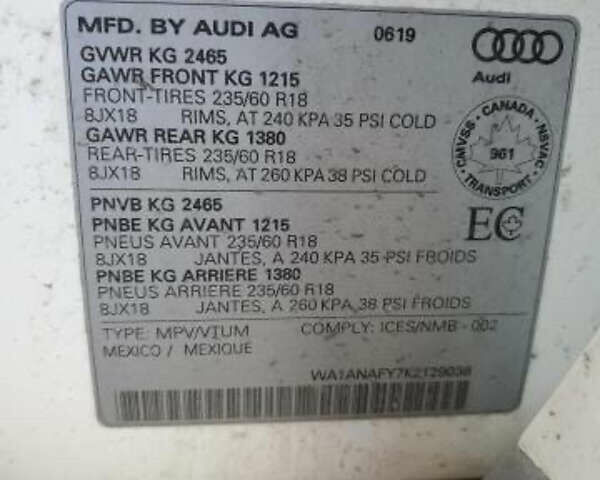 MFD. BY AUDI AG 0619
Audi
GVWR KG 2465
GAWR FRONT KG 1215
FRONT-TIRES 235/60 R18
8JX18 RIMS, AT 240 KPA 35 PSI COLD
GAWR REAR KG 1380
REAR-TIRES 235/60 R18
8JX18 RIMS, AT 260 KPA 38 PSI COLD
CMVSS - CANADA - NSVAC
961
TRANSPORT
PNVB KG 2465
PNBE KG AVANT 1215
PNEUS AVANT 235/60 R18
8JX18 JANTES, A 240 KPA 35 PSI FROIDS
PNBE KG ARRIERE 1380
PNEUS ARRIERE 235/60 R18
8JX18 JANTES, A 260 KPA 38 PSI FROIDS
EC
TYPE: MPV/VTUM COMPLY: ICES/NMB - 002
MEXICO / MEXIQUE
WA1ANAFY7K2129038